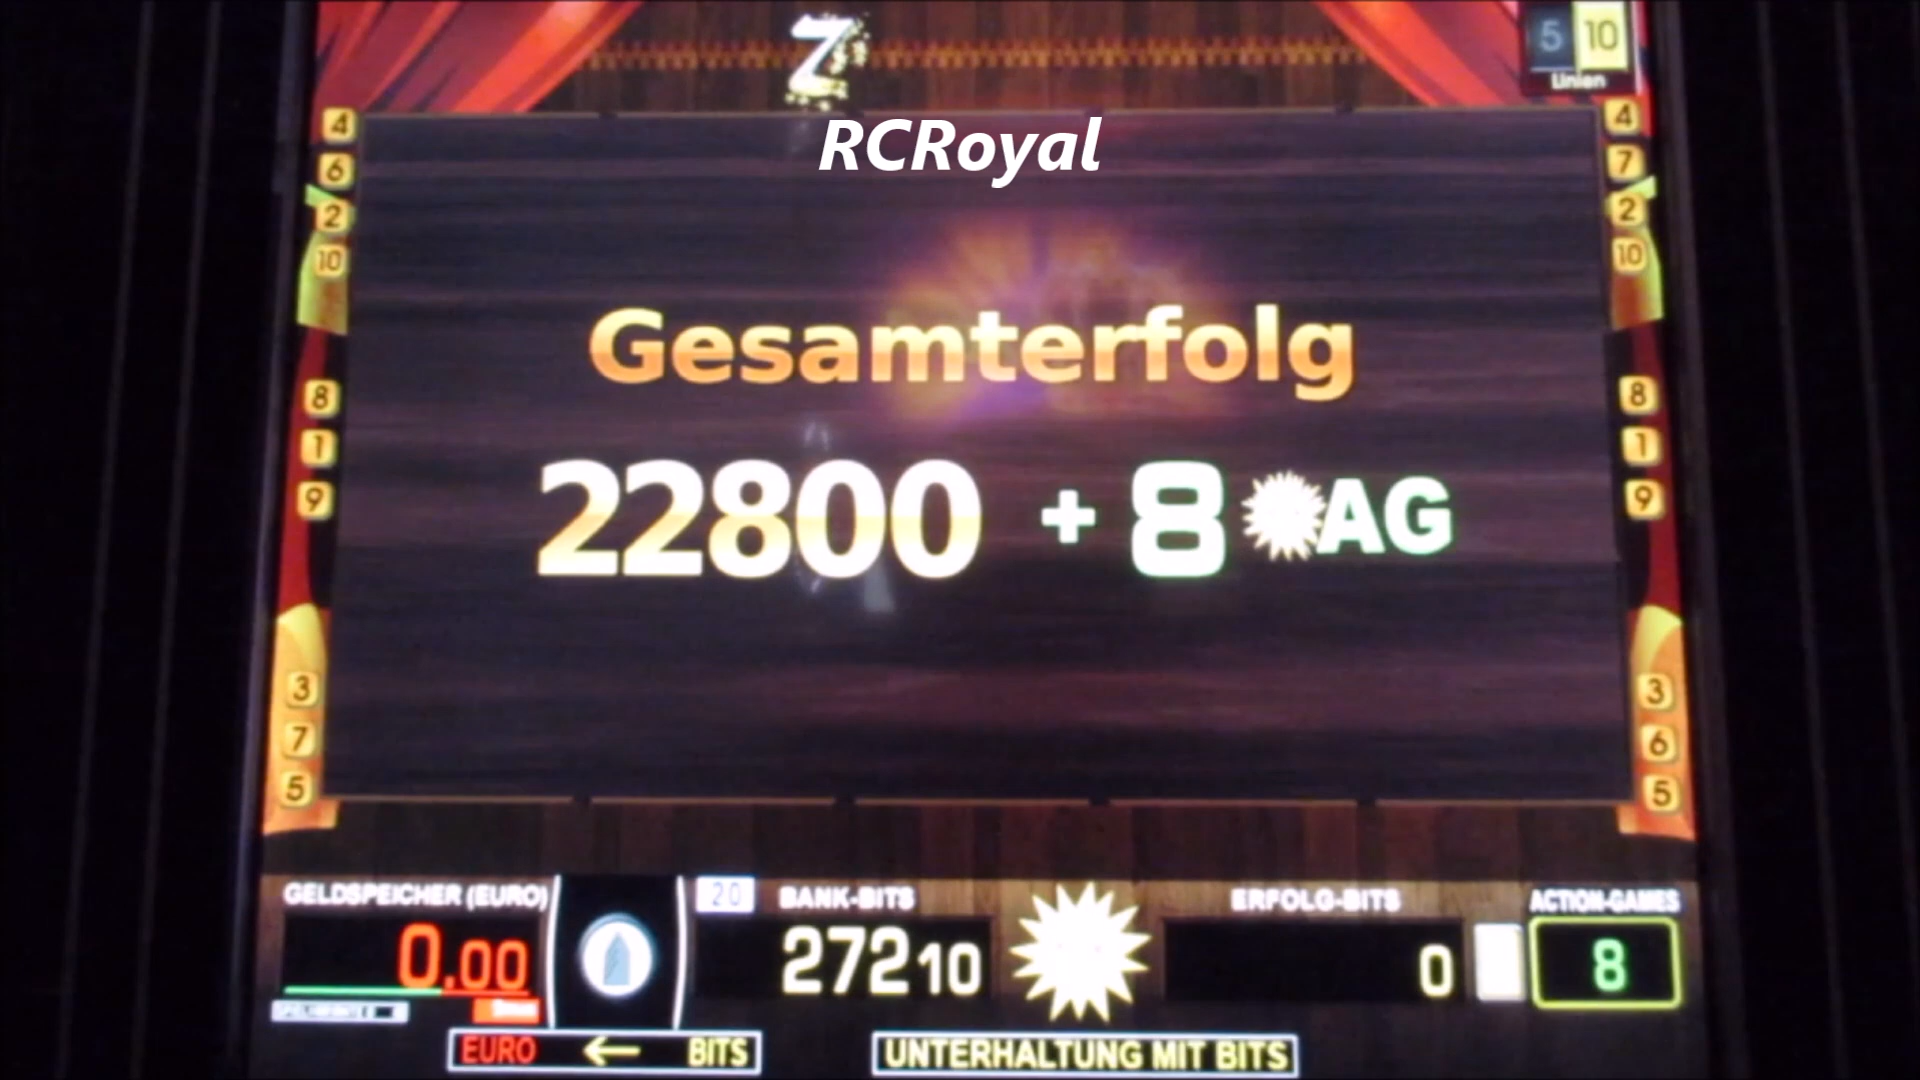 5 10
Linien
RCRoyal
4
6
2
10
8
1
9
3
7
5
4
7
2
10
8
1
9
3
6
5
Gesamterfolg
22800 + 8 AG
GELDSPEICHER (EURO)
0.00
20 BANK-BITS
27210
ERFOLG-BITS
0
ACTION-GAMES
8
EURO ← BITS
UNTERHALTUNG MIT BITS